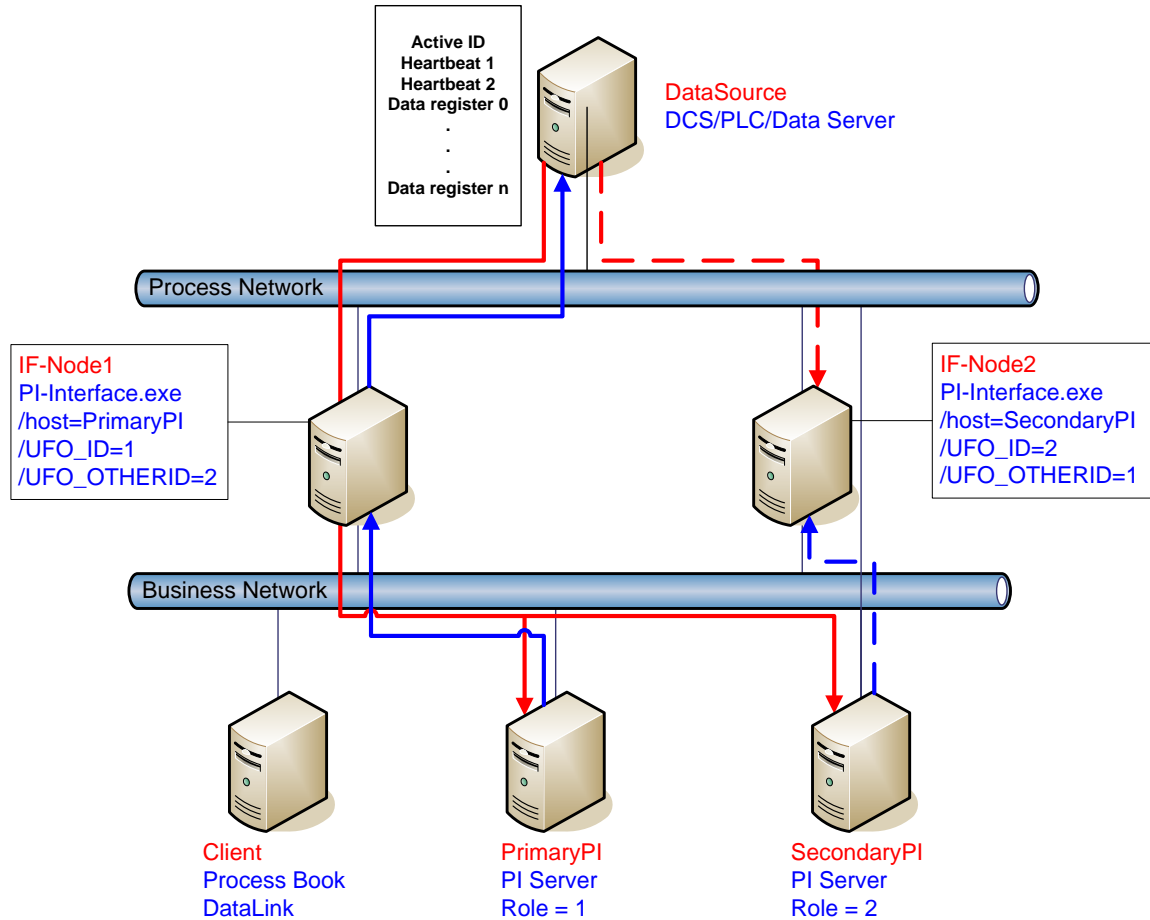 Active ID
Heartbeat 1
Heartbeat 2
Data register 0
.
.
.
Data register n
DataSource
DCS/PLC/Data Server
Process Network
IF-Node1
PI-Interface.exe
/host=PrimaryPI
/UFO_ID=1
/UFO_OTHERID=2
IF-Node2
PI-Interface.exe
/host=SecondaryPI
/UFO_ID=2
/UFO_OTHERID=1
Business Network
Client
Process Book
DataLink
PrimaryPI
PI Server
Role = 1
SecondaryPI
PI Server
Role = 2